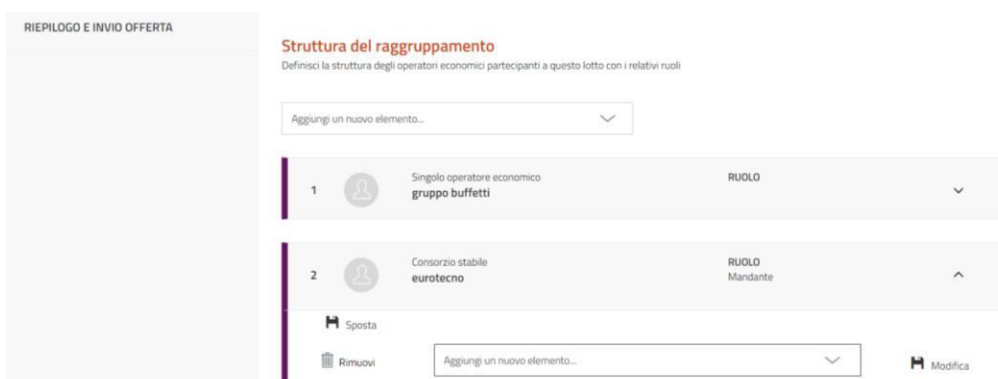 RIEPILOGO E INVIO OFFERTA
Struttura del raggruppamento
Definisci la struttura degli operatori economici partecipanti a questo lotto con i relativi ruoli
Aggiungi un nuovo elemento...
1
Singolo operatore economico
gruppo buffetti
RUOLO
2
Consorzio stabile
eurotecno
RUOLO
Mandante
Sposta
Rimuovi
Aggiungi un nuovo elemento...
Modifica